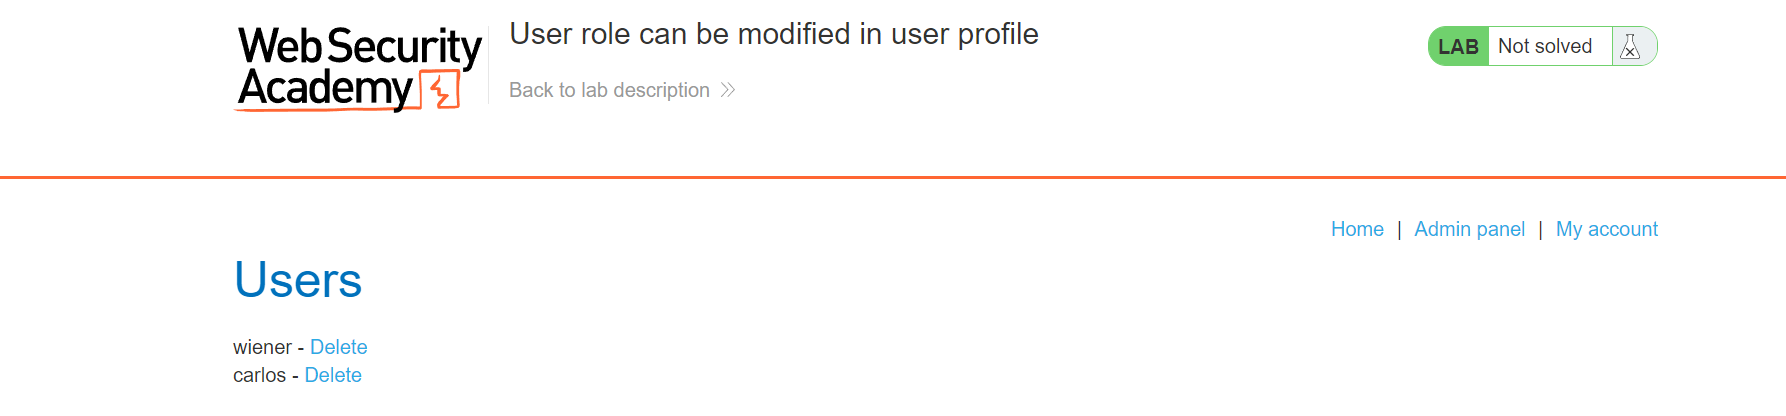 Web Security
Academy
User role can be modified in user profile
Back to lab description
LAB Not solved
Home | Admin panel | My account
Users
wiener - Delete
carlos - Delete